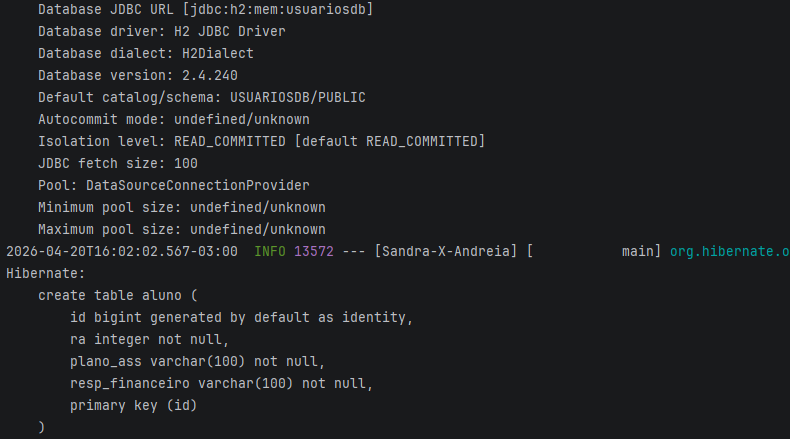 Database JDBC URL [jdbc:h2:mem:usuariosdb]
Database driver: H2 JDBC Driver
Database dialect: H2Dialect
Database version: 2.4.240
Default catalog/schema: USUARIOSDB/PUBLIC
Autocommit mode: undefined/unknown
Isolation level: READ_COMMITTED [default READ_COMMITTED]
JDBC fetch size: 100
Pool: DataSourceConnectionProvider
Minimum pool size: undefined/unknown
Maximum pool size: undefined/unknown
2026-04-20T16:02:02.567-03:00  INFO 13572 --- [Sandra-X-Andreia] [           main] org.hibernate.o
Hibernate:
create table aluno (
id bigint generated by default as identity,
ra integer not null,
plano_ass varchar(100) not null,
resp_financeiro varchar(100) not null,
primary key (id)
)